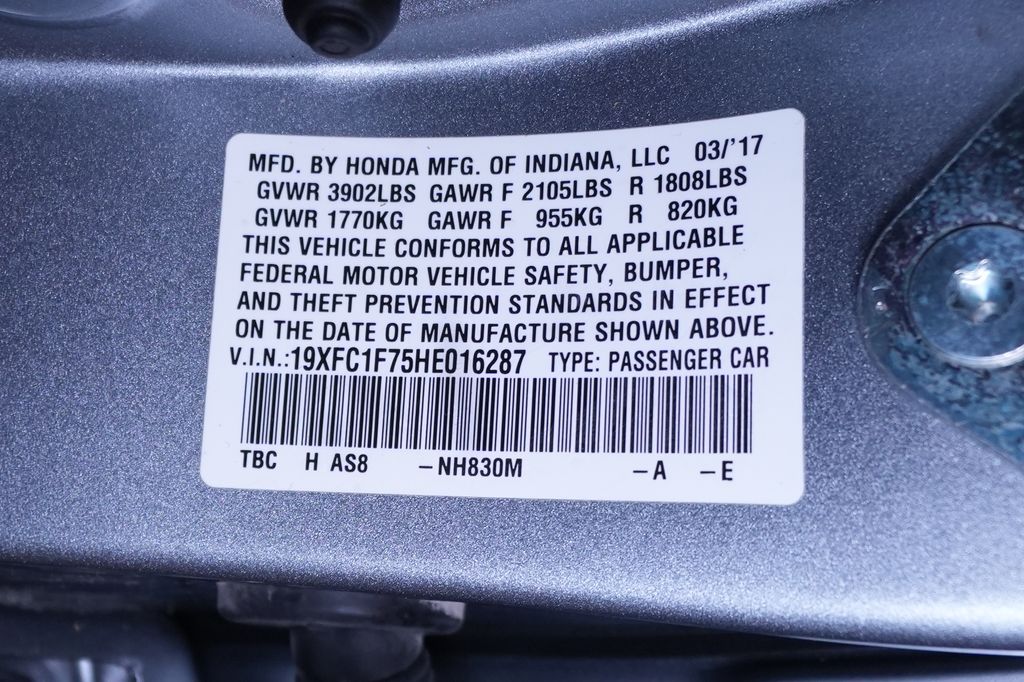 MFD. BY HONDA MFG. OF INDIANA, LLC 03/'17
GVWR 3902LBS GAWR F 2105LBS R 1808LBS
GVWR 1770KG GAWR F 955KG R 820KG
THIS VEHICLE CONFORMS TO ALL APPLICABLE
FEDERAL MOTOR VEHICLE SAFETY, BUMPER,
AND THEFT PREVENTION STANDARDS IN EFFECT
ON THE DATE OF MANUFACTURE SHOWN ABOVE.
V.I.N.:19XFC1F75HE016287 TYPE: PASSENGER CAR
TBC H AS8 –NH830M –A –E